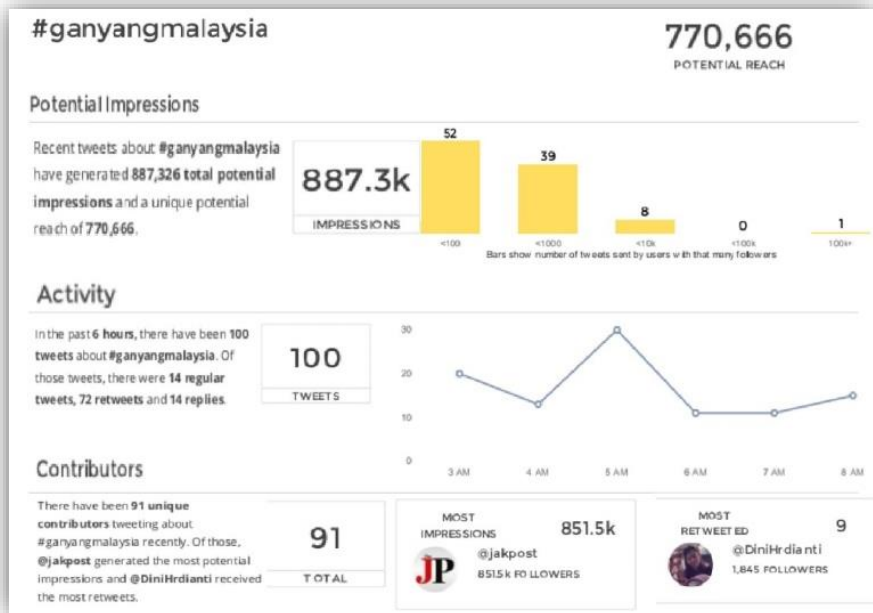 #ganyangmalaysia
770,666
POTENTIAL REACH
Potential Impressions
Recent tweets about #ganyangmalaysia
have generated 887,326 total potential
impressions and a unique potential
reach of 770,666.
887.3k
IMPRESSIONS
52
39
8
0
1
<100
<1000
<10k
<100k
100k+
Bars show number of tweets sent by users with that many followers
Activity
In the past 6 hours, there have been 100
tweets about #ganyangmalaysia. Of
those tweets, there were 14 regular
tweets, 72 retweets and 14 replies.
100
TWEETS
30
20
10
0
3 AM
4 AM
5 AM
6 AM
7 AM
8 AM
Contributors
There have been 91 unique
contributors tweeting about
#ganyangmalaysia recently. Of those,
@jakpost generated the most potential
impressions and @DiniHrdianti received
the most retweets.
91
TOTAL
MOST
IMPRESSIONS
851.5k
JP
@jakpost
851.5k FOLLOWERS
MOST
RETWEETED
9
@DiniHrdianti
1,845 FOLLOWERS